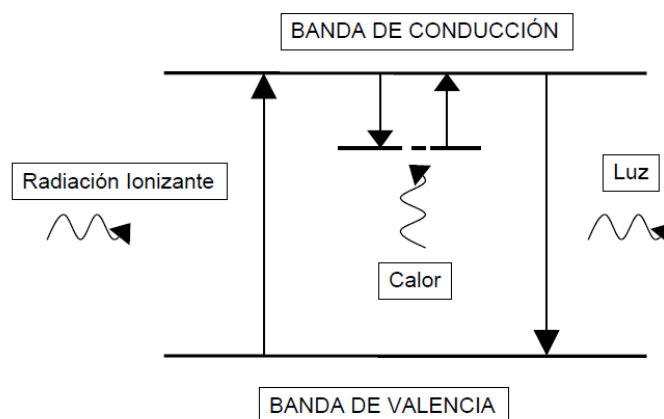 BANDA DE CONDUCCIÓN
Radiación Ionizante
Luz
Calor
BANDA DE VALENCIA